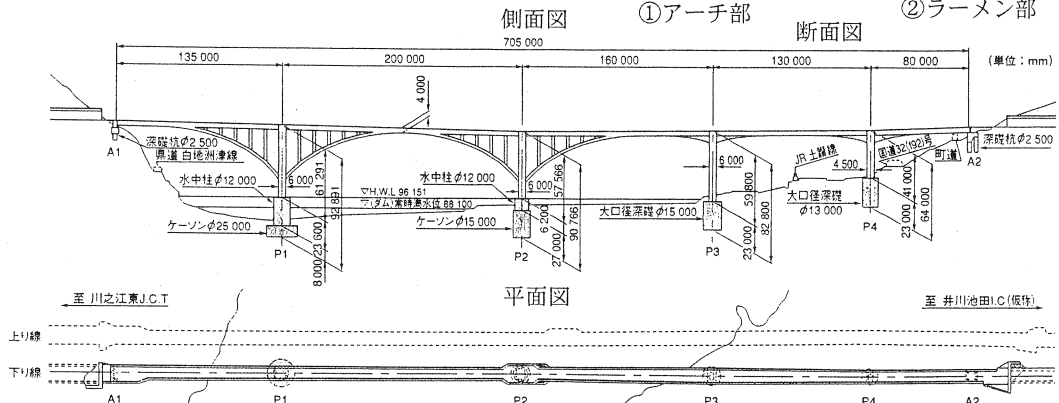 側面図
①アーチ部
②ラーメン部
断面図
(単位:mm)
705 000
135 000
200 000
160 000
130 000
80 000
4 000
A1
深礎杭φ2 500
県道 白地洲津線
水中柱φ12 000
ケーソンφ25 000
6 000
61 291
92 891
23 600
8 000
P1
▽H.W.L 96 151
▽(ダム)常時満水位 88 100
水中柱φ12 000
ケーソンφ15 000
6 000
57 566
6 200
27 000
90 766
P2
大口径深礎φ15 000
6 000
59 800
23 000
82 800
P3
JR 土讃線
国道32(192)号
町道
A2
深礎杭φ2 500
4 500
大口径深礎
φ13 000
41 000
23 000
64 000
P4
平面図
至 川之江東J.C.T
至 井川池田I.C(仮称)
上り線
下り線
A1
P1
P2
P3
P4
A2